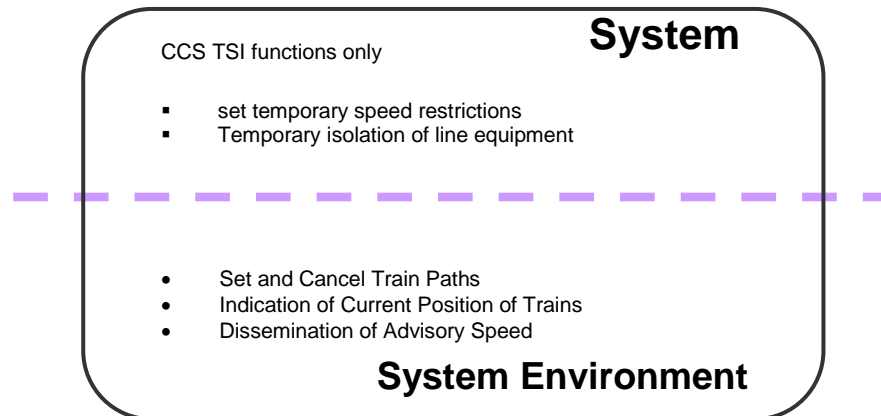 System
CCS TSI functions only
▪ set temporary speed restrictions
▪ Temporary isolation of line equipment
• Set and Cancel Train Paths
• Indication of Current Position of Trains
• Dissemination of Advisory Speed
System Environment